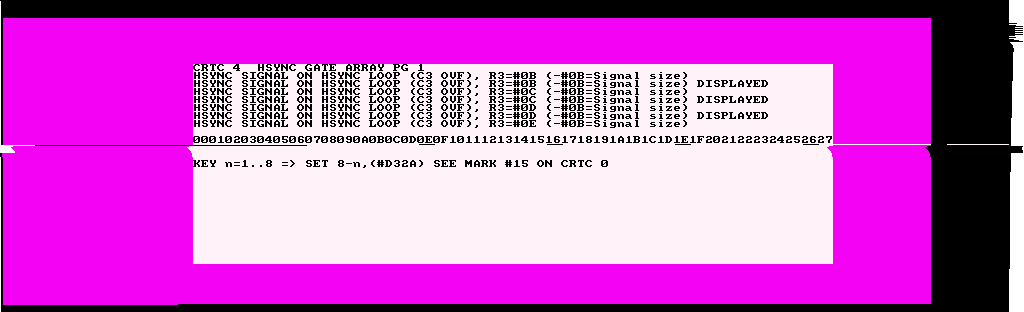 CRTC 4  HSYNC GATE ARRAY PG 1
HSYNC SIGNAL ON HSYNC LOOP (C3 OVF), R3=#0B (-#0B=Signal size)
HSYNC SIGNAL ON HSYNC LOOP (C3 OVF), R3=#0B (-#0B=Signal size) DISPLAYED
HSYNC SIGNAL ON HSYNC LOOP (C3 OVF), R3=#0C (-#0B=Signal size)
HSYNC SIGNAL ON HSYNC LOOP (C3 OVF), R3=#0C (-#0B=Signal size) DISPLAYED
HSYNC SIGNAL ON HSYNC LOOP (C3 OVF), R3=#0D (-#0B=Signal size)
HSYNC SIGNAL ON HSYNC LOOP (C3 OVF), R3=#0D (-#0B=Signal size) DISPLAYED
HSYNC SIGNAL ON HSYNC LOOP (C3 OVF), R3=#0E (-#0B=Signal size)
000102030405060708090A0B0C0D0E0F101112131415161718191A1B1C1D1E1F2021222324252627
KEY n=1..8 => SET 8-n,(#D32A) SEE MARK #15 ON CRTC 0